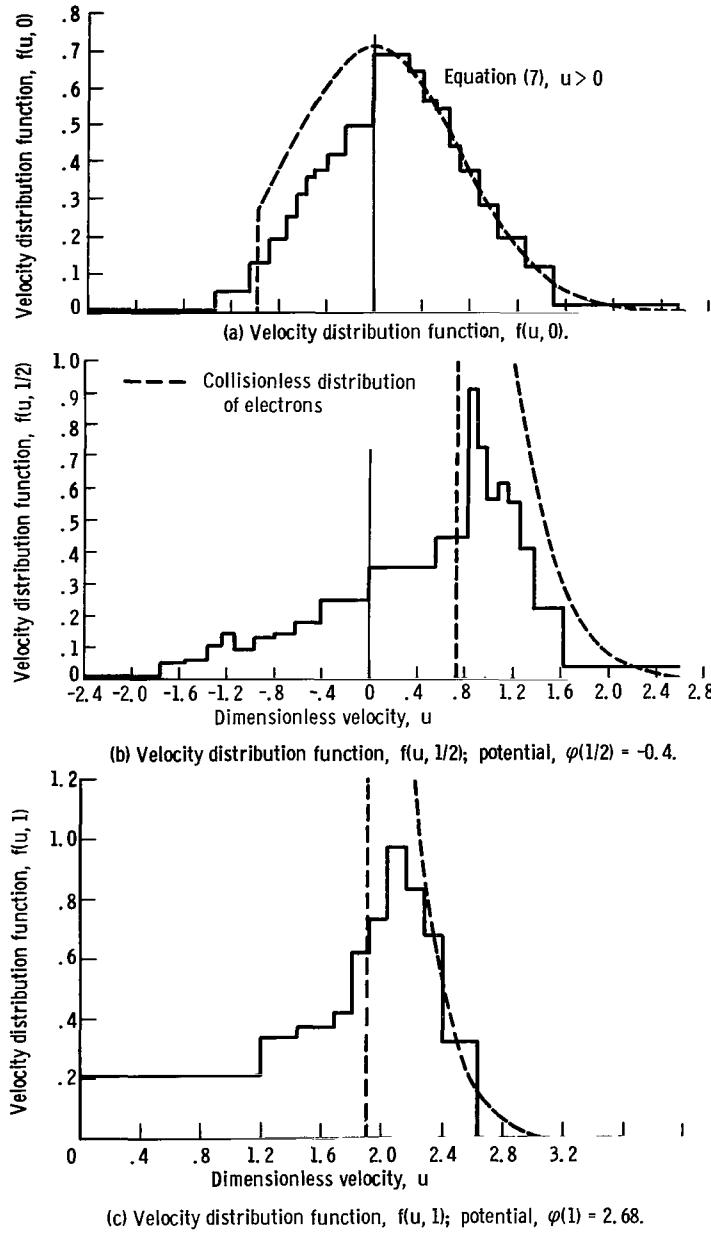 .8
.7
.6
.5
.4
.3
.2
.1
0
Velocity distribution function, f(u, 0)
Equation (7), u > 0
(a) Velocity distribution function, f(u, 0).
1.0
.9
.8
.7
.6
.5
.4
.3
.2
.1
0
Velocity distribution function, f(u, 1/2)
Collisionless distribution
of electrons
-2.4 -2.0 -1.6 -1.2 -.8 -.4 0 .4 .8 1.2 1.6 2.0 2.4 2.8
Dimensionless velocity, u
(b) Velocity distribution function, f(u, 1/2); potential, φ(1/2) = -0.4.
1.2
1.0
.8
.6
.4
.2
Velocity distribution function, f(u, 1)
0 .4 .8 1.2 1.6 2.0 2.4 2.8 3.2
Dimensionless velocity, u
(c) Velocity distribution function, f(u, 1); potential, φ(1) = 2.68.